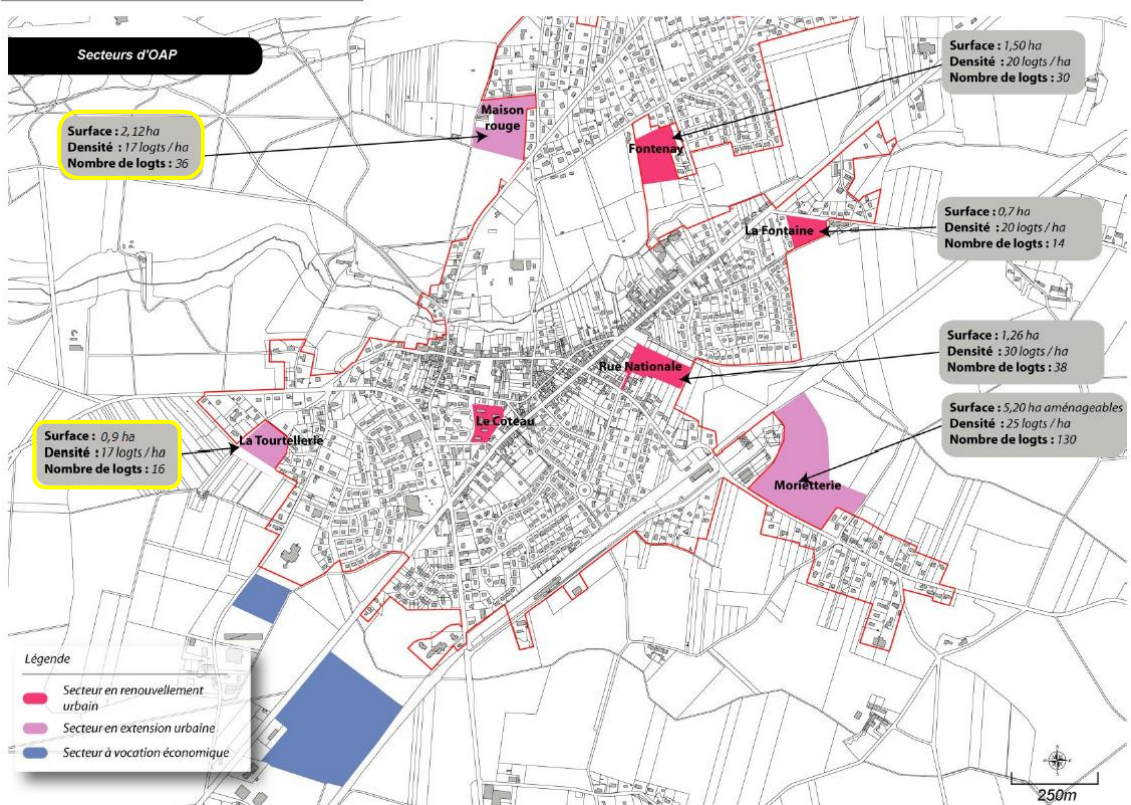 Secteurs d'OAP
Surface : 1,50 ha
Densité : 20 logts / ha
Nombre de logts : 30
Maison
rouge
Surface : 2,12 ha
Densité : 17 logts / ha
Nombre de logts : 36
Fontenay
Surface : 0,7 ha
Densité : 20 logts / ha
Nombre de logts : 14
La Fontaine
Surface : 1,26 ha
Densité : 30 logts / ha
Nombre de logts : 38
Rue Nationale
Surface : 5,20 ha aménageables
Densité : 25 logts / ha
Nombre de logts : 130
Le Coteau
La Tourtellerie
Surface : 0,9 ha
Densité : 17 logts / ha
Nombre de logts : 16
Morietterie
Légende
Secteur en renouvellement
urbain
Secteur en extension urbaine
Secteur à vocation économique
250m